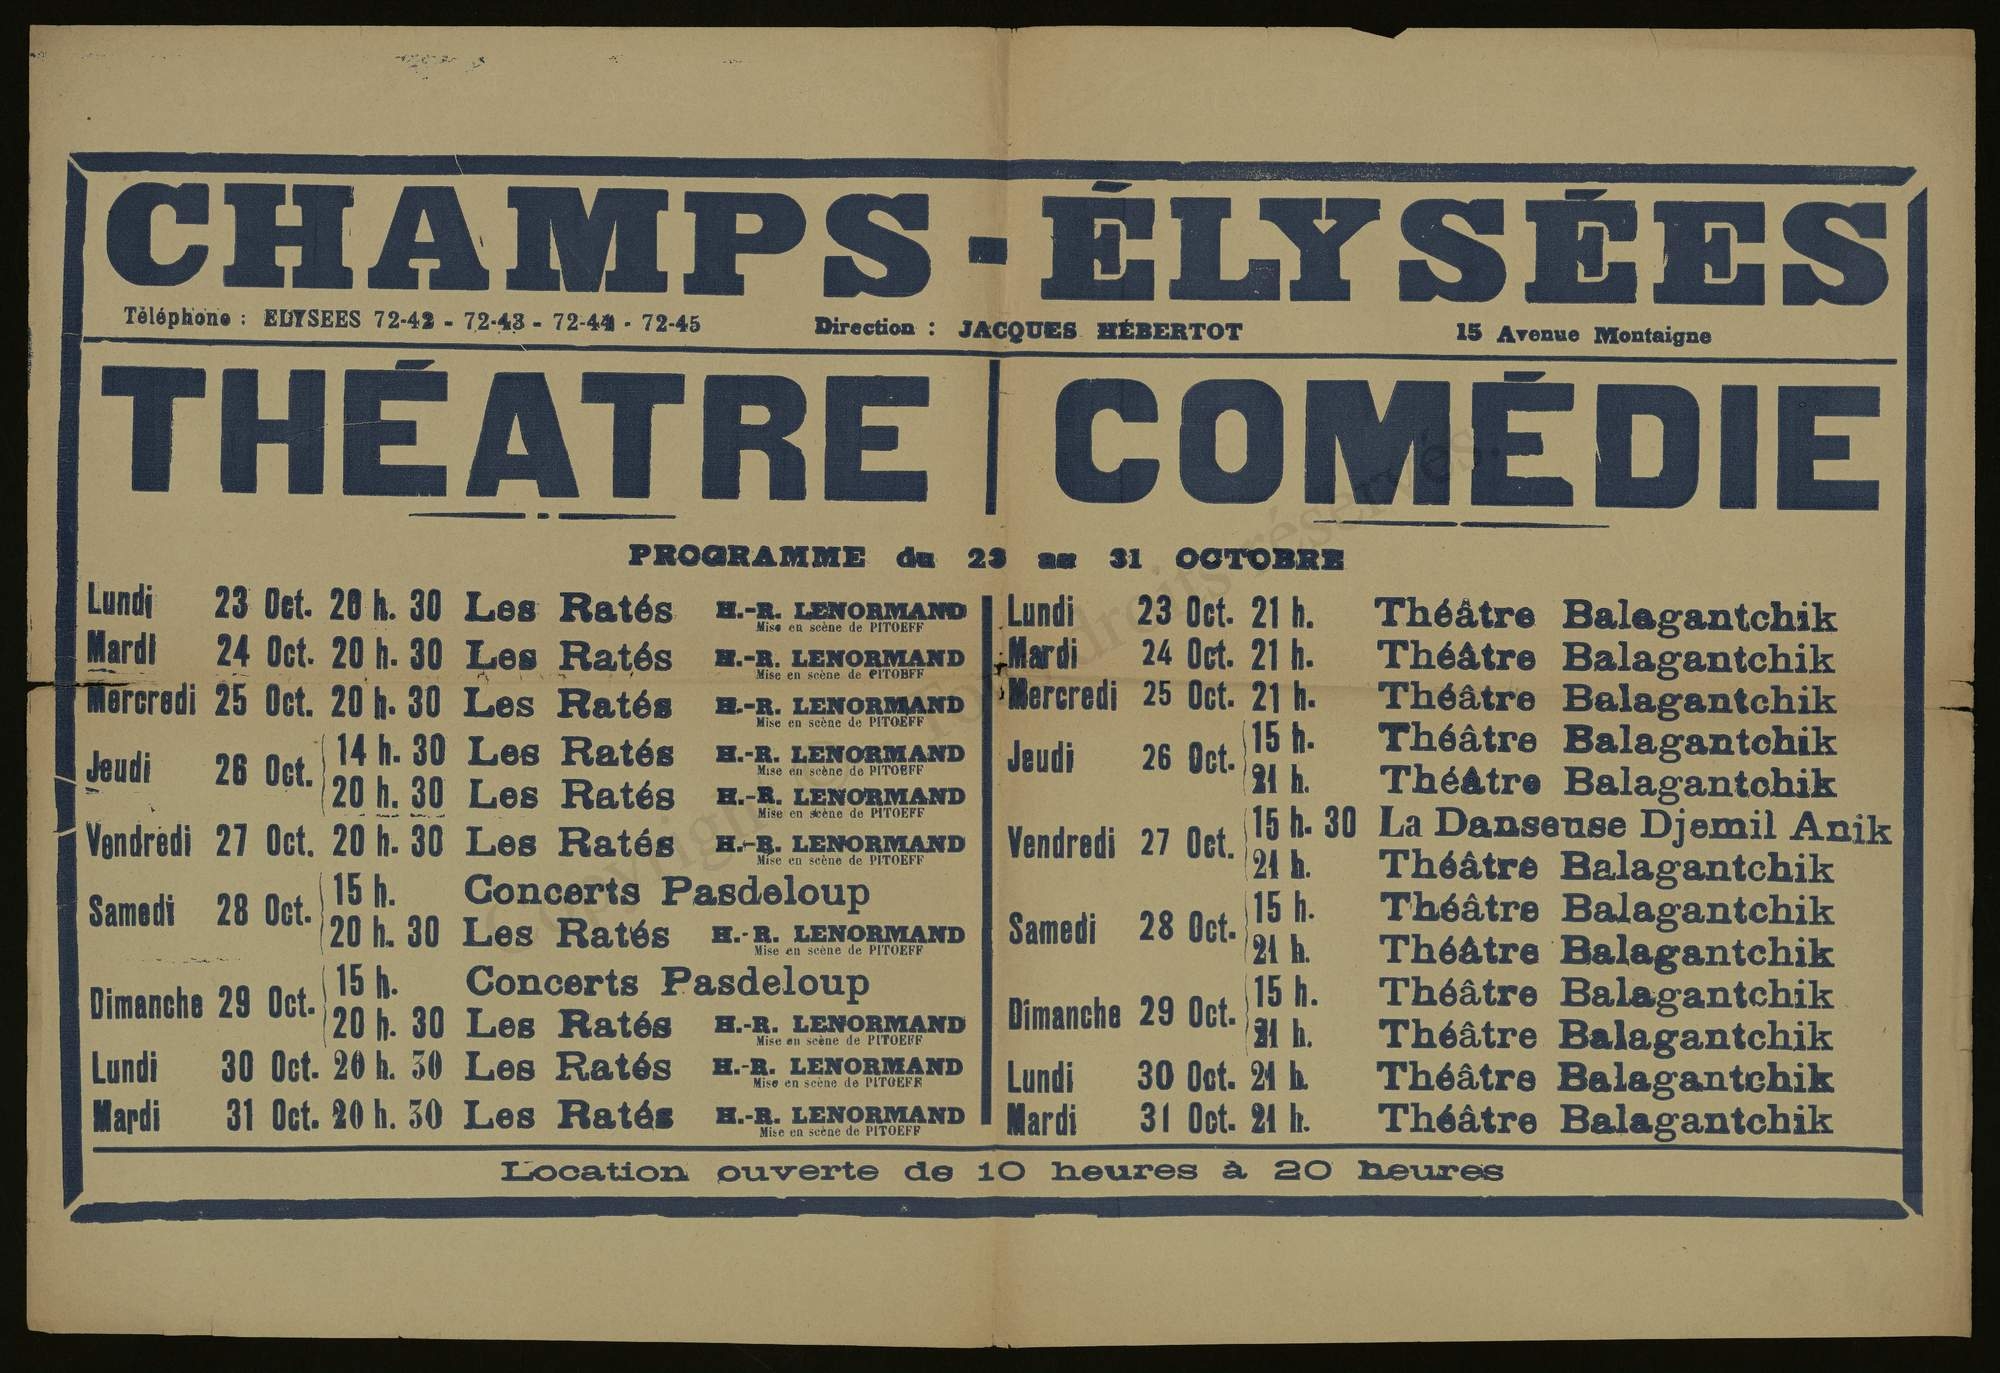 CHAMPS-ÉLYSÉES
Téléphone : ELYSEES 72-42 - 72-43 - 72-44 - 72-45 Direction : JACQUES HÉBERTOT 15 Avenue Montaigne
THÉATRE
COMÉDIE
PROGRAMME du 23 au 31 OCTOBRE
Lundi 23 Oct. 20 h. 30 Les Ratés H.-R. LENORMAND
Mise en scène de PITOEFF
Mardi 24 Oct. 20 h. 30 Les Ratés H.-R. LENORMAND
Mise en scène de PITOEFF
Mercredi 25 Oct. 20 h. 30 Les Ratés H.-R. LENORMAND
Mise en scène de PITOEFF
Jeudi 26 Oct. 14 h. 30 Les Ratés H.-R. LENORMAND
Mise en scène de PITOEFF
20 h. 30 Les Ratés H.-R. LENORMAND
Mise en scène de PITOEFF
Vendredi 27 Oct. 20 h. 30 Les Ratés H.-R. LENORMAND
Mise en scène de PITOEFF
Samedi 28 Oct. 15 h. Concerts Pasdeloup
20 h. 30 Les Ratés H.-R. LENORMAND
Mise en scène de PITOEFF
Dimanche 29 Oct. 15 h. Concerts Pasdeloup
20 h. 30 Les Ratés H.-R. LENORMAND
Mise en scène de PITOEFF
Lundi 30 Oct. 20 h. 30 Les Ratés H.-R. LENORMAND
Mise en scène de PITOEFF
Mardi 31 Oct. 20 h. 30 Les Ratés H.-R. LENORMAND
Mise en scène de PITOEFF
Lundi 23 Oct. 21 h. Théâtre Balagantchik
Mardi 24 Oct. 21 h. Théâtre Balagantchik
Mercredi 25 Oct. 21 h. Théâtre Balagantchik
Jeudi 26 Oct. 15 h. Théâtre Balagantchik
21 h. Théâtre Balagantchik
Vendredi 27 Oct. 15 h. 30 La Danseuse Djemil Anik
21 h. Théâtre Balagantchik
Samedi 28 Oct. 15 h. Théâtre Balagantchik
21 h. Théâtre Balagantchik
Dimanche 29 Oct. 15 h. Théâtre Balagantchik
21 h. Théâtre Balagantchik
Lundi 30 Oct. 21 h. Théâtre Balagantchik
Mardi 31 Oct. 21 h. Théâtre Balagantchik
Location ouverte de 10 heures à 20 heures